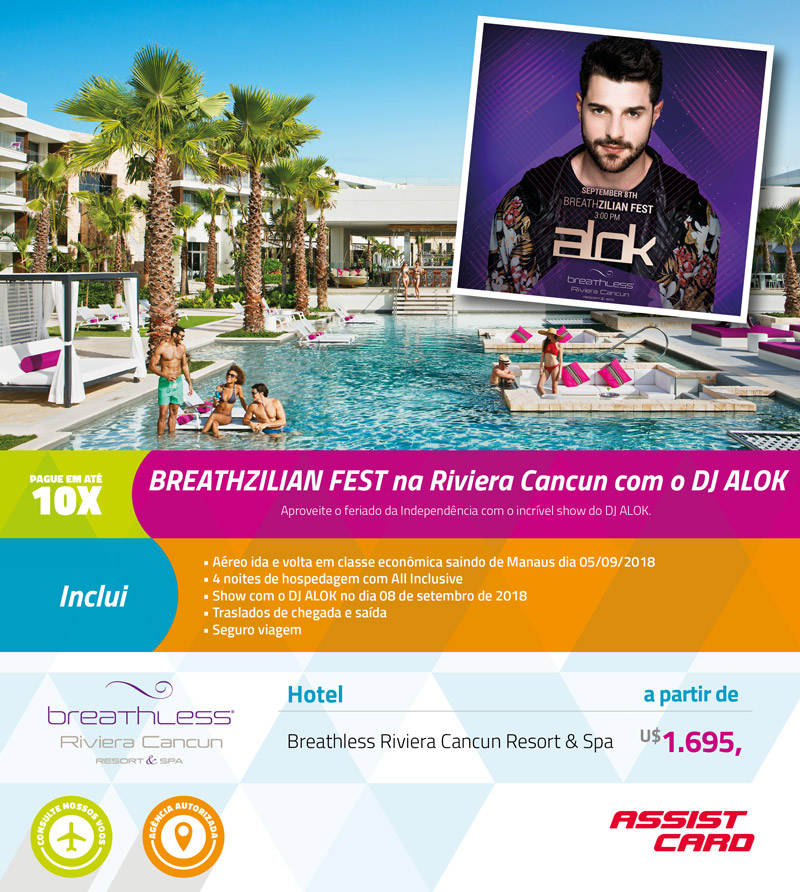 SEPTEMBER 8TH
BREATHZILIAN FEST
3:00 PM
alok
breathless
Riviera Cancun
RESORT & SPA
PAGUE EM ATÉ
10X
BREATHZILIAN FEST na Riviera Cancun com o DJ ALOK
Aproveite o feriado da Independência com o incrível show do DJ ALOK.
Inclui
• Aéreo ida e volta em classe econômica saindo de Manaus dia 05/09/2018
• 4 noites de hospedagem com All Inclusive
• Show com o DJ ALOK no dia 08 de setembro de 2018
• Traslados de chegada e saída
• Seguro viagem
breathless®
Riviera Cancun
RESORT & SPA
Hotel
a partir de
Breathless Riviera Cancun Resort & Spa
U$ 1.695,
CONSULTE NOSSOS VOOS
AGÊNCIA AUTORIZADA
ASSIST
CARD